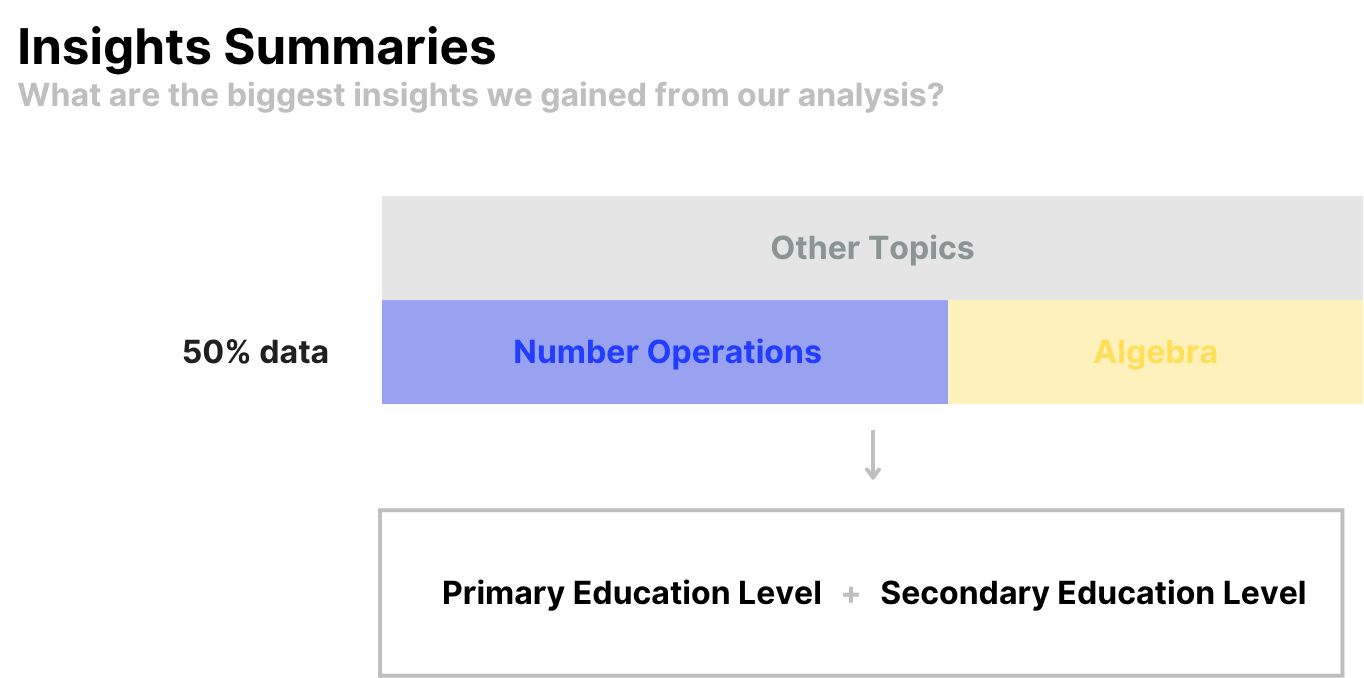 Insights Summaries
What are the biggest insights we gained from our analysis?
Other Topics
50% data
Number Operations
Algebra
Primary Education Level + Secondary Education Level